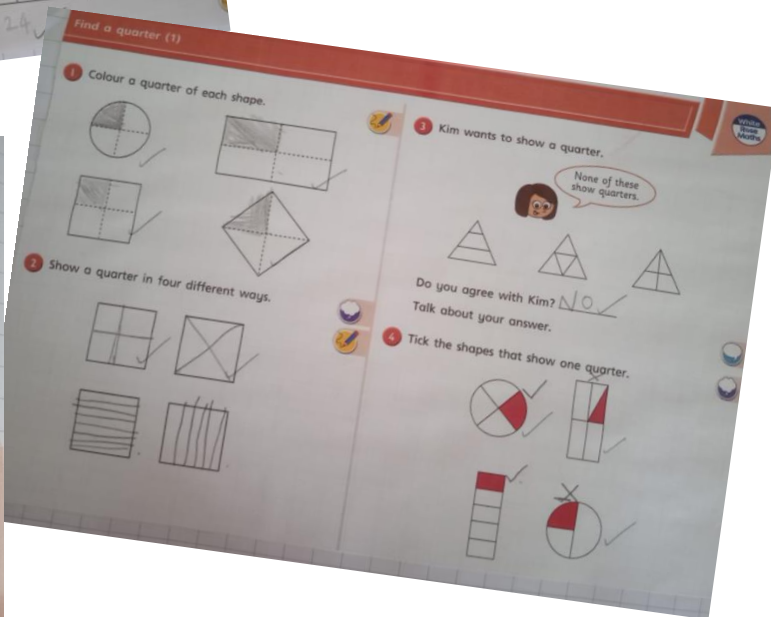 24
Find a quarter (1)
White
Rose
Maths
1 Colour a quarter of each shape.
2 Show a quarter in four different ways.
3 Kim wants to show a quarter.
None of these
show quarters.
Do you agree with Kim? NO
Talk about your answer.
4 Tick the shapes that show one quarter.